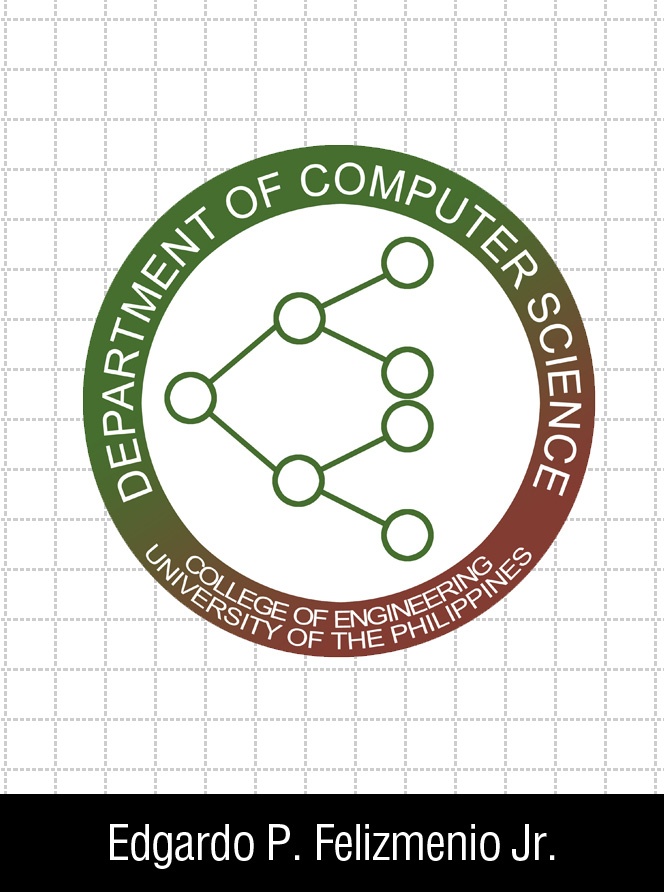 DEPARTMENT OF COMPUTER SCIENCE
COLLEGE OF ENGINEERING
UNIVERSITY OF THE PHILIPPINES
Edgardo P. Felizmenio Jr.